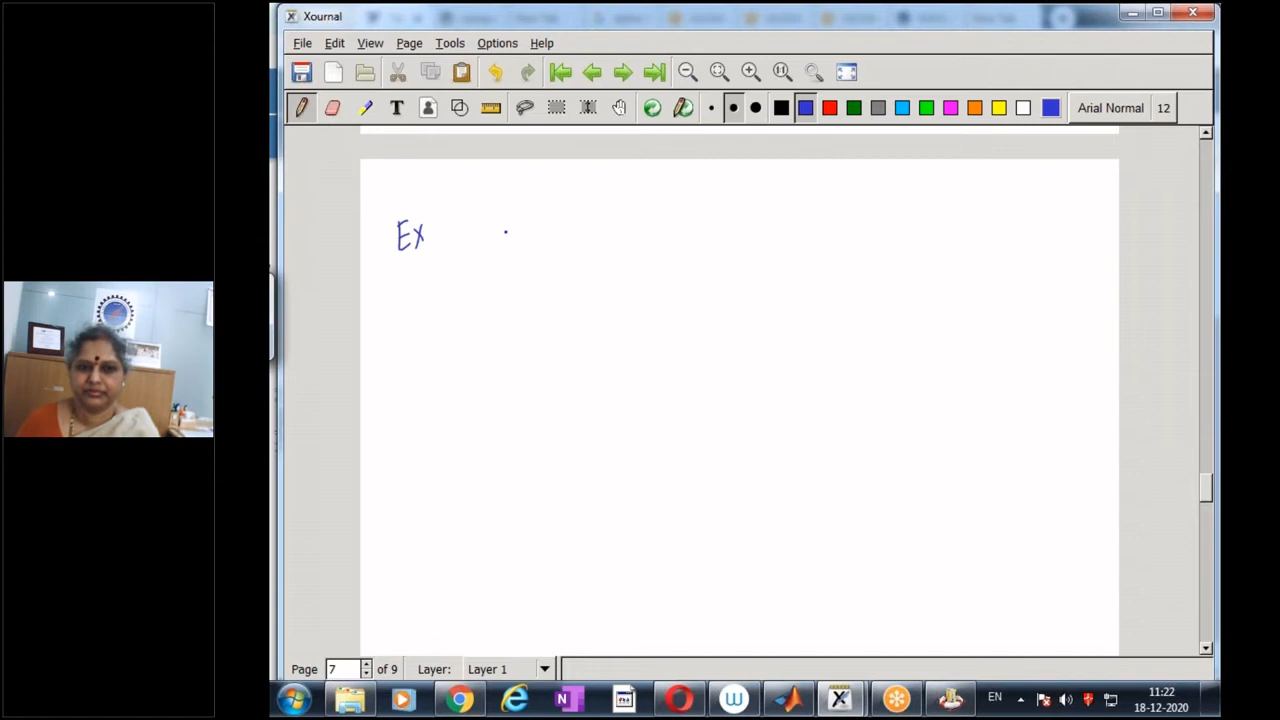 Xournal
File Edit View Page Tools Options Help
Arial Normal 12
Ex
Page 7 of 9 Layer: Layer 1
EN 11:22
18-12-2020